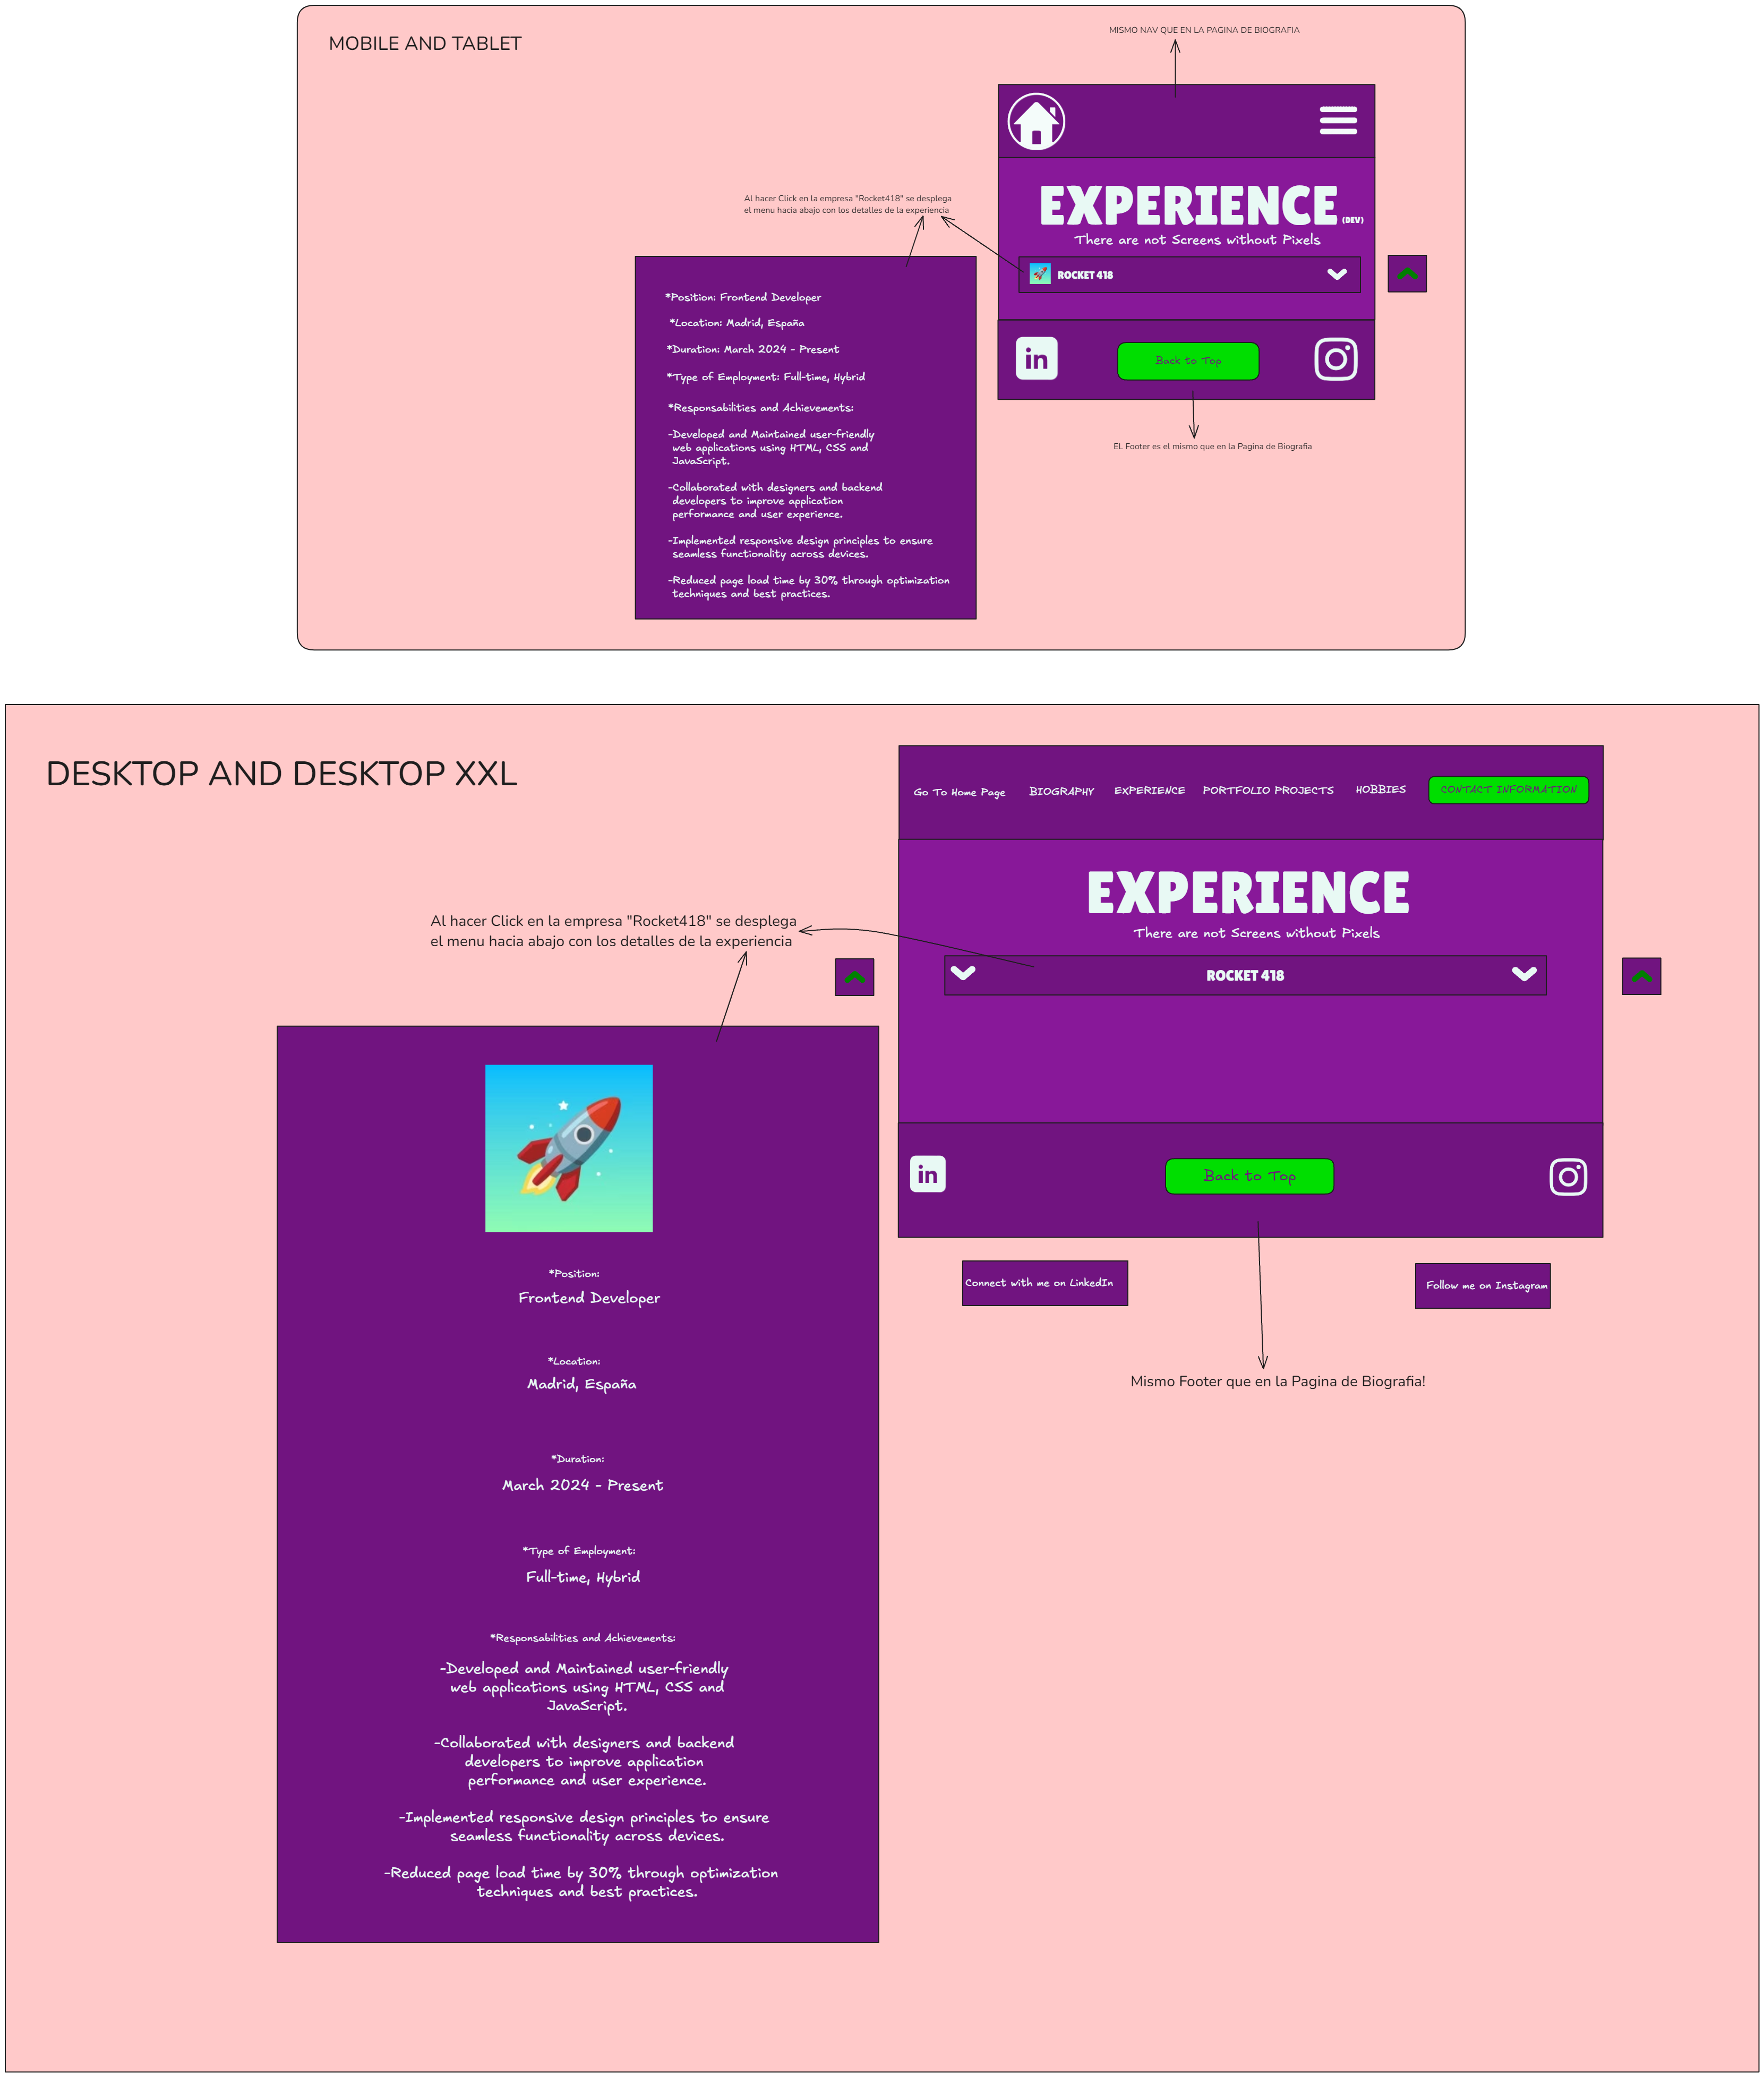 MOBILE AND TABLET
MISMO NAV QUE EN LA PAGINA DE BIOGRAFIA
EXPERIENCE (DEV)
There are not Screens without Pixels
Al hacer Click en la empresa "Rocket418" se desplega
el menu hacia abajo con los detalles de la experiencia
ROCKET 418
*Position: Frontend Developer
*Location: Madrid, España
*Duration: March 2024 - Present
*Type of Employment: Full-time, Hybrid
*Responsabilities and Achievements:
-Developed and Maintained user-friendly
web applications using HTML, CSS and
JavaScript.
-Collaborated with designers and backend
developers to improve application
performance and user experience.
-Implemented responsive design principles to ensure
seamless functionality across devices.
-Reduced page load time by 30% through optimization
techniques and best practices.
in
Back to Top
EL Footer es el mismo que en la Pagina de Biografia
DESKTOP AND DESKTOP XXL
Go To Home Page BIOGRAPHY EXPERIENCE PORTFOLIO PROJECTS HOBBIES CONTACT INFORMATION
EXPERIENCE
There are not Screens without Pixels
Al hacer Click en la empresa "Rocket418" se desplega
el menu hacia abajo con los detalles de la experiencia
ROCKET 418
in
Back to Top
Connect with me on LinkedIn
Follow me on Instagram
Mismo Footer que en la Pagina de Biografia!
*Position:
Frontend Developer
*Location:
Madrid, España
*Duration:
March 2024 - Present
*Type of Employment:
Full-time, Hybrid
*Responsabilities and Achievements:
-Developed and Maintained user-friendly
web applications using HTML, CSS and
JavaScript.
-Collaborated with designers and backend
developers to improve application
performance and user experience.
-Implemented responsive design principles to ensure
seamless functionality across devices.
-Reduced page load time by 30% through optimization
techniques and best practices.